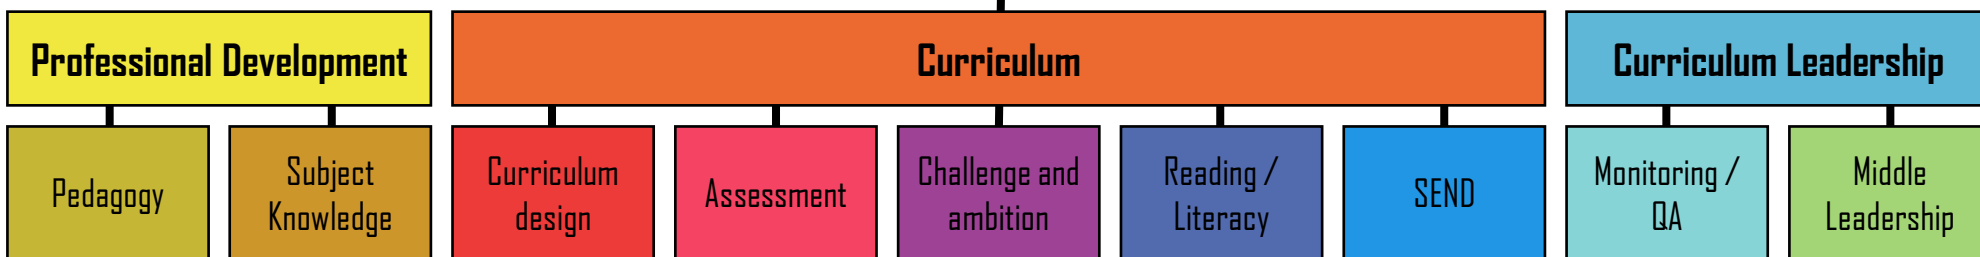 Professional Development
Curriculum
Curriculum Leadership
Pedagogy
Subject
Knowledge
Curriculum
design
Assessment
Challenge and
ambition
Reading /
Literacy
SEND
Monitoring /
QA
Middle
Leadership